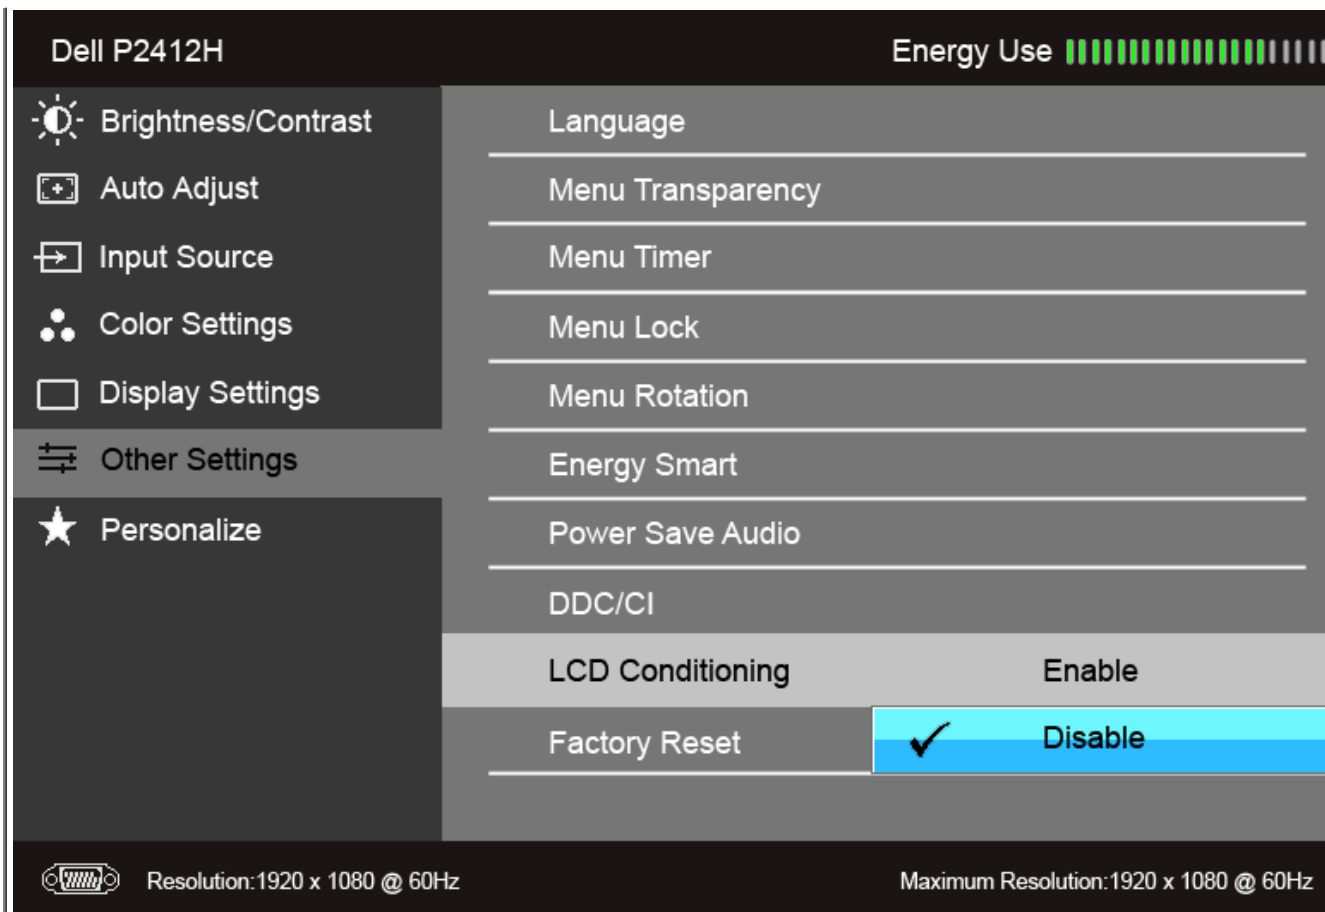 Dell P2412H
Energy Use
Brightness/Contrast
Auto Adjust
Input Source
Color Settings
Display Settings
Other Settings
Personalize
Language
Menu Transparency
Menu Timer
Menu Lock
Menu Rotation
Energy Smart
Power Save Audio
DDC/CI
LCD Conditioning
Enable
Factory Reset
Disable
Resolution:1920 x 1080 @ 60Hz
Maximum Resolution:1920 x 1080 @ 60Hz